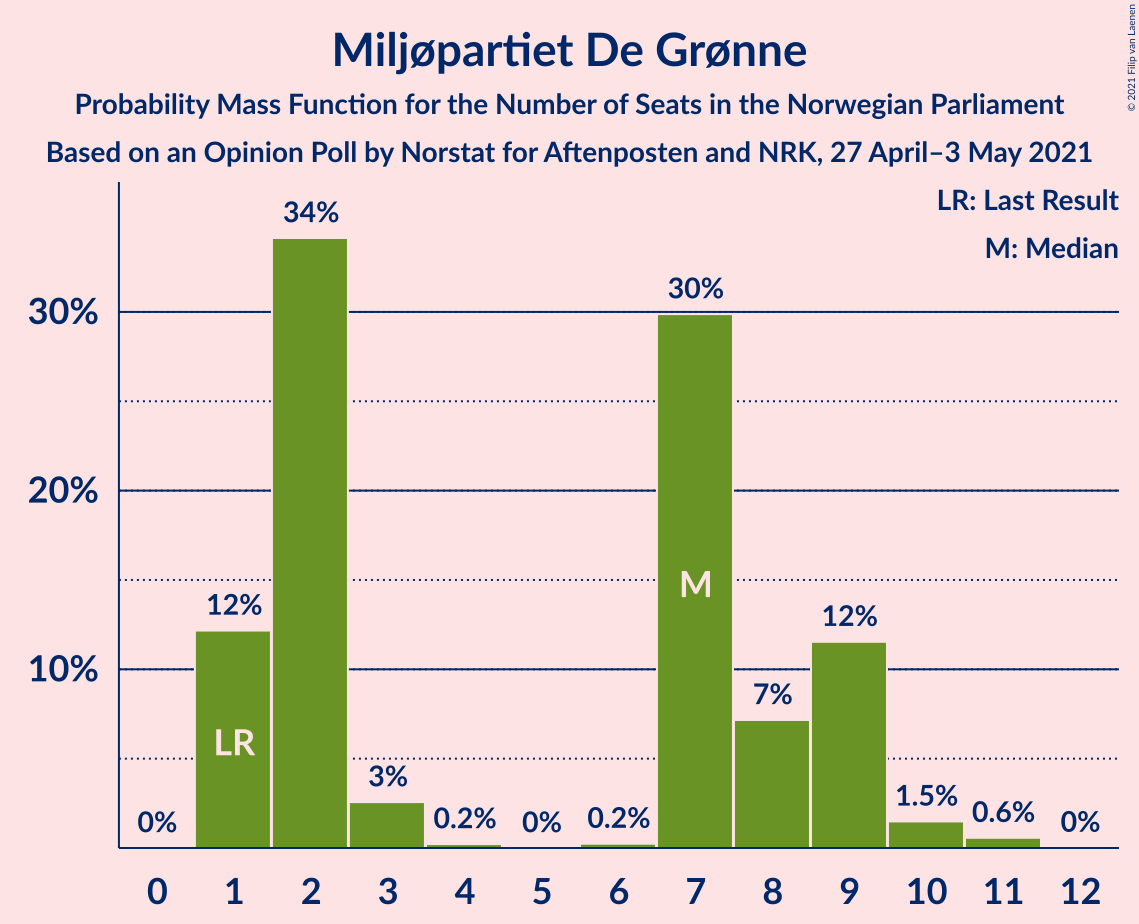 Miljøpartiet De Grønne
Probability Mass Function for the Number of Seats in the Norwegian Parliament
Based on an Opinion Poll by Norstat for Aftenposten and NRK, 27 April–3 May 2021
© 2021 Filip van Laenen
LR: Last Result
M: Median
30%
20%
10%
0%
12%
34%
3%
0.2%
0%
0.2%
30%
7%
12%
1.5%
0.6%
0%
LR
M
0 1 2 3 4 5 6 7 8 9 10 11 12